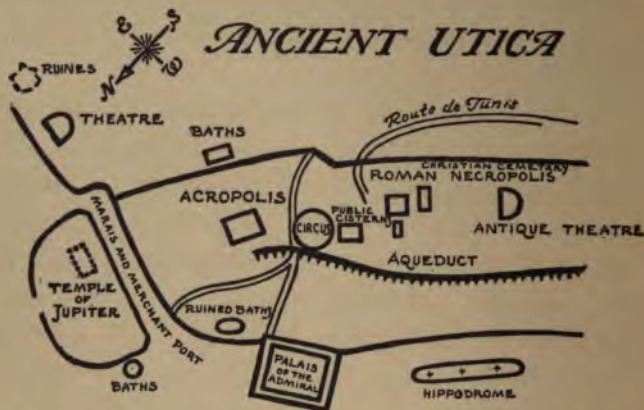 ANCIENT UTICA
E
S
N
W
RUINES
THEATRE
BATHS
Route de Tunis
CHRISTIAN CEMETARY
ROMAN NECROPOLIS
ACROPOLIS
CIRCUS
PUBLIC
CISTERNS
ANTIQUE THEATRE
AQUEDUCT
MARAIS AND MERCHANT PORT
TEMPLE
OF
JUPITER
RUINED BATHS
BATHS
PALAIS
OF THE
ADMIRAL
HIPPODROME